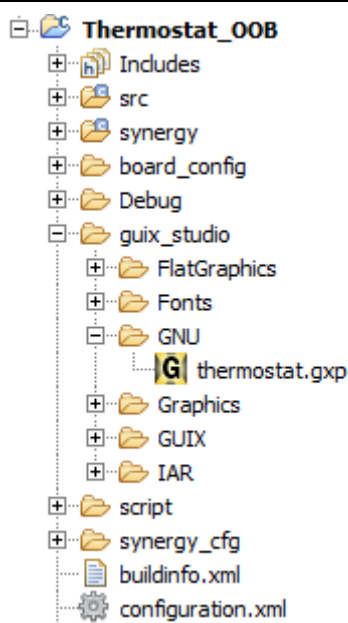 Thermostat_OOB
Includes
src
synergy
board_config
Debug
guix_studio
FlatGraphics
Fonts
GNU
thermostat.gxp
Graphics
GUIX
IAR
script
synergy_cfg
buildinfo.xml
configuration.xml